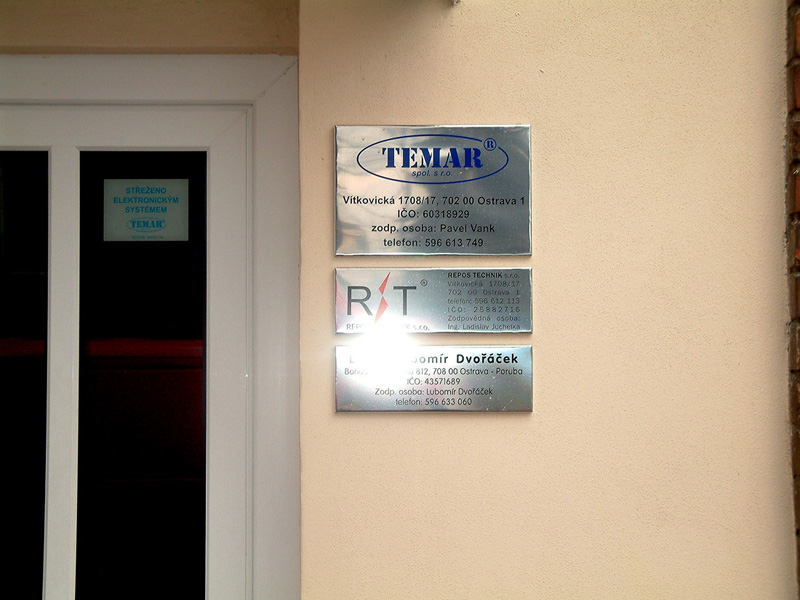 STŘEŽENO
ELEKTRONICKÝM
SYSTÉMEM
TEMAR
TEMAR ®
spol. s r.o.
Vítkovická 1708/17, 702 00 Ostrava 1
IČO: 60318929
zodp. osoba: Pavel Vank
telefon: 596 613 749
RT ®
s r.o.
REPOS TECHNIK s.r.o.
Vítkovická 1708/17
702 00 Ostrava 1
telefon: 596 612 113
IČO: 25882716
Zodpovědná osoba:
Ing. Ladislav Juchelka
Lubomír Dvořáček
812, 708 00 Ostrava - Poruba
IČO: 43571689
Zodp. osoba: Lubomír Dvořáček
telefon: 596 633 060